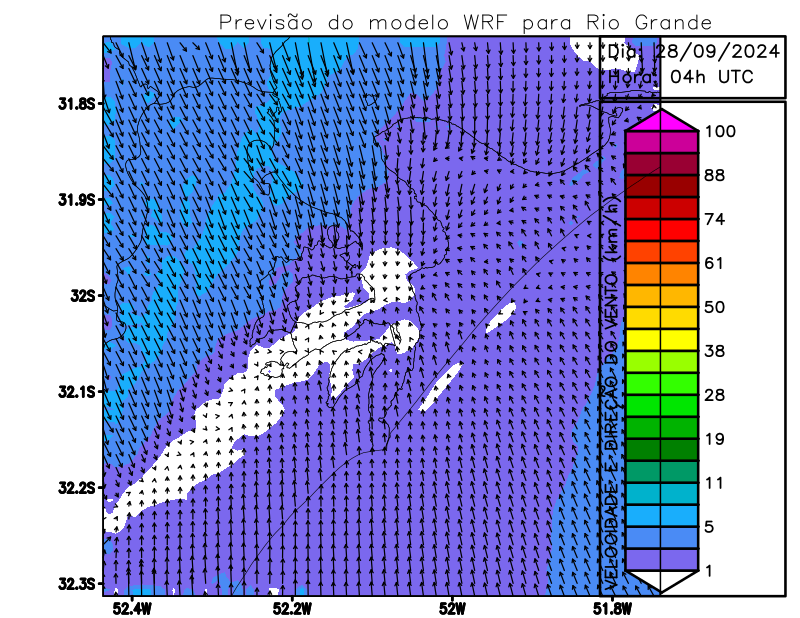 Previsão do modelo WRF para Rio Grande
Dia: 28/09/2024
Hora: 04h UTC
31.8S
31.9S
32S
32.1S
32.2S
32.3S
52.4W
52.2W
52W
51.8W
VELOCIDADE E DIREÇÃO DO VENTO (km/h)
100
88
74
61
50
38
28
19
11
5
1